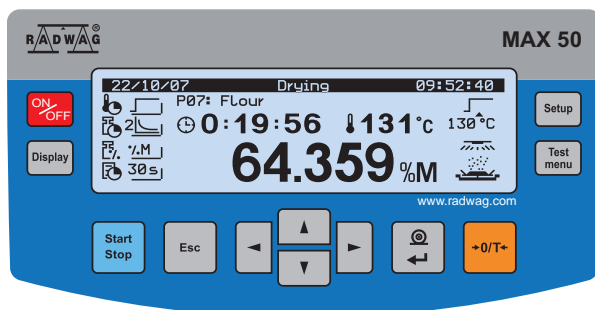 RADWAG®
MAX 50
ON/OFF
Display
22/10/07 Drying 09:52:40
P07: Flour
2
0:19:56 131°C 130°C
%.M
%.
64.359 %M
30s
Setup
Test menu
www.radwag.com
Start Stop
Esc
→0/T←